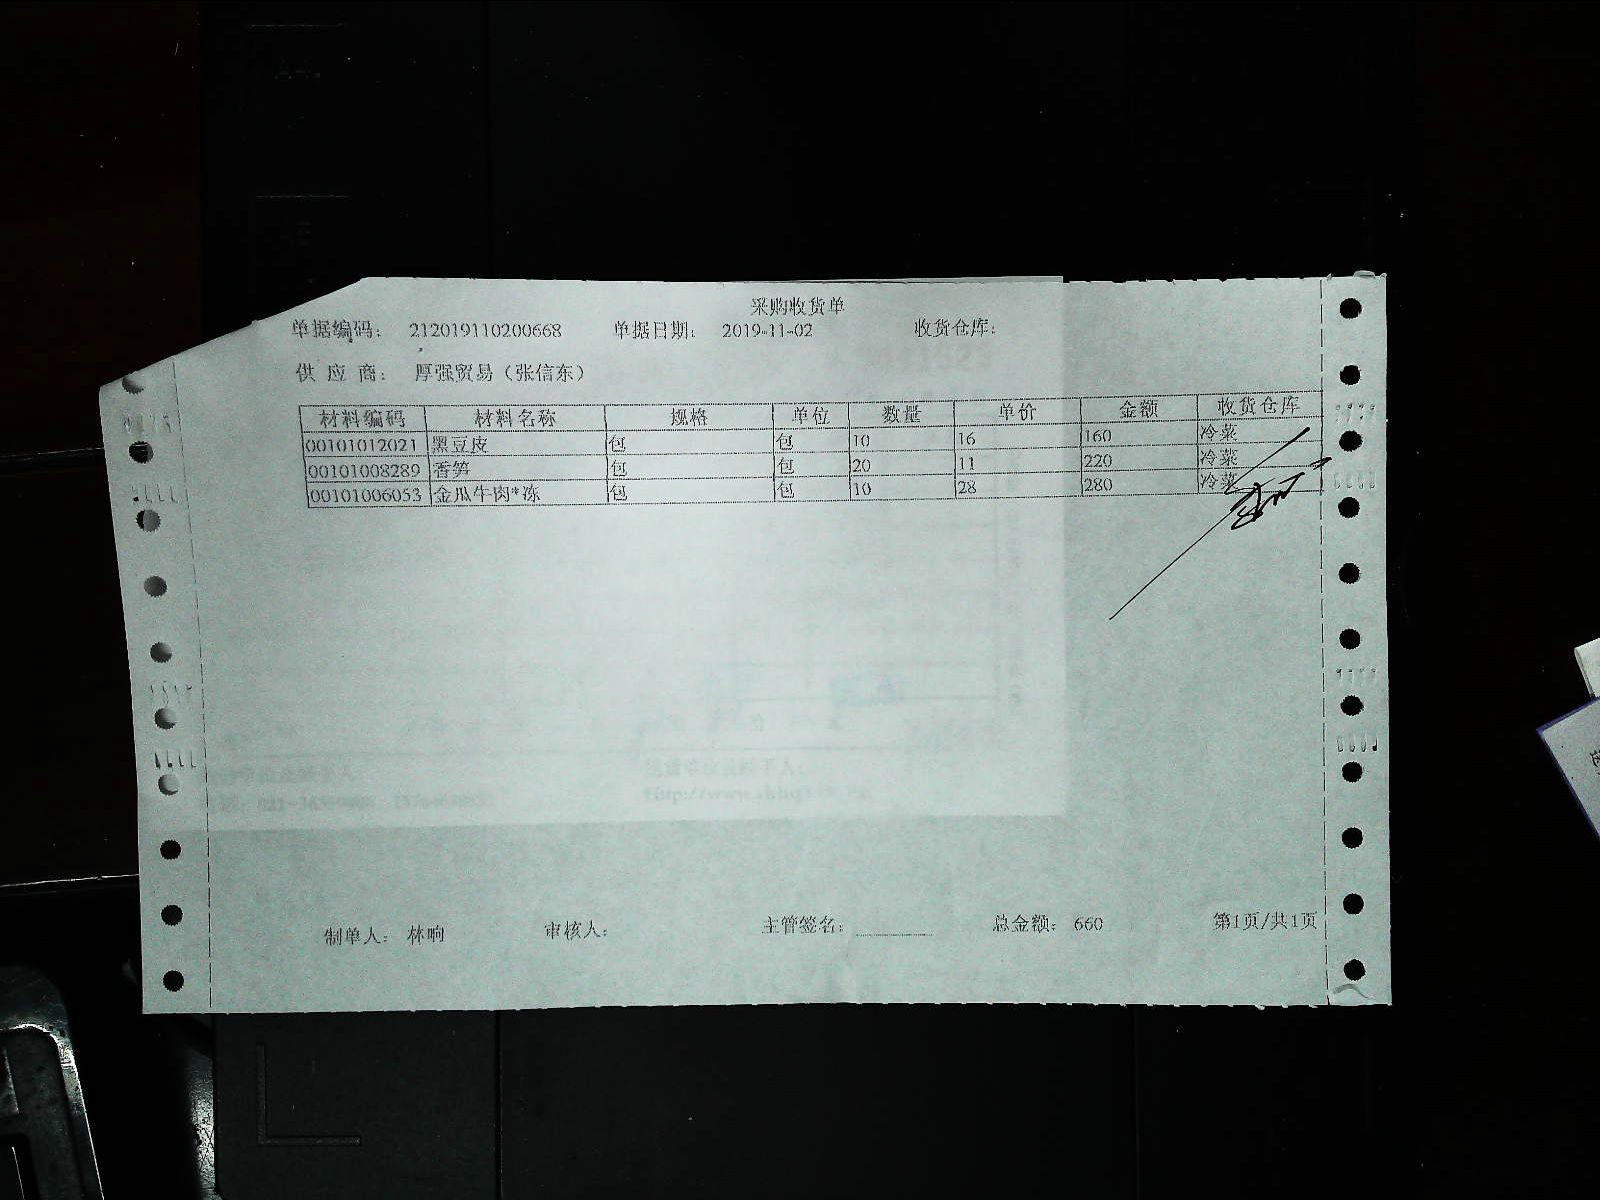 采购收货单
单据编码： 212019110200668 单据日期： 2019-11-02 收货仓库：
供 应 商： 厚强贸易（张信东）
材料编码 材料名称 规格 单位 数量 单价 金额 收货仓库
00101012021 黑豆皮 包 包 10 16 160 冷菜
00101008289 香笋 包 包 20 11 220 冷菜
00101006053 金瓜牛肉*冻 包 包 10 28 280 冷菜
制单人： 林响 审核人： 主管签名： 总金额： 660 第1页/共1页